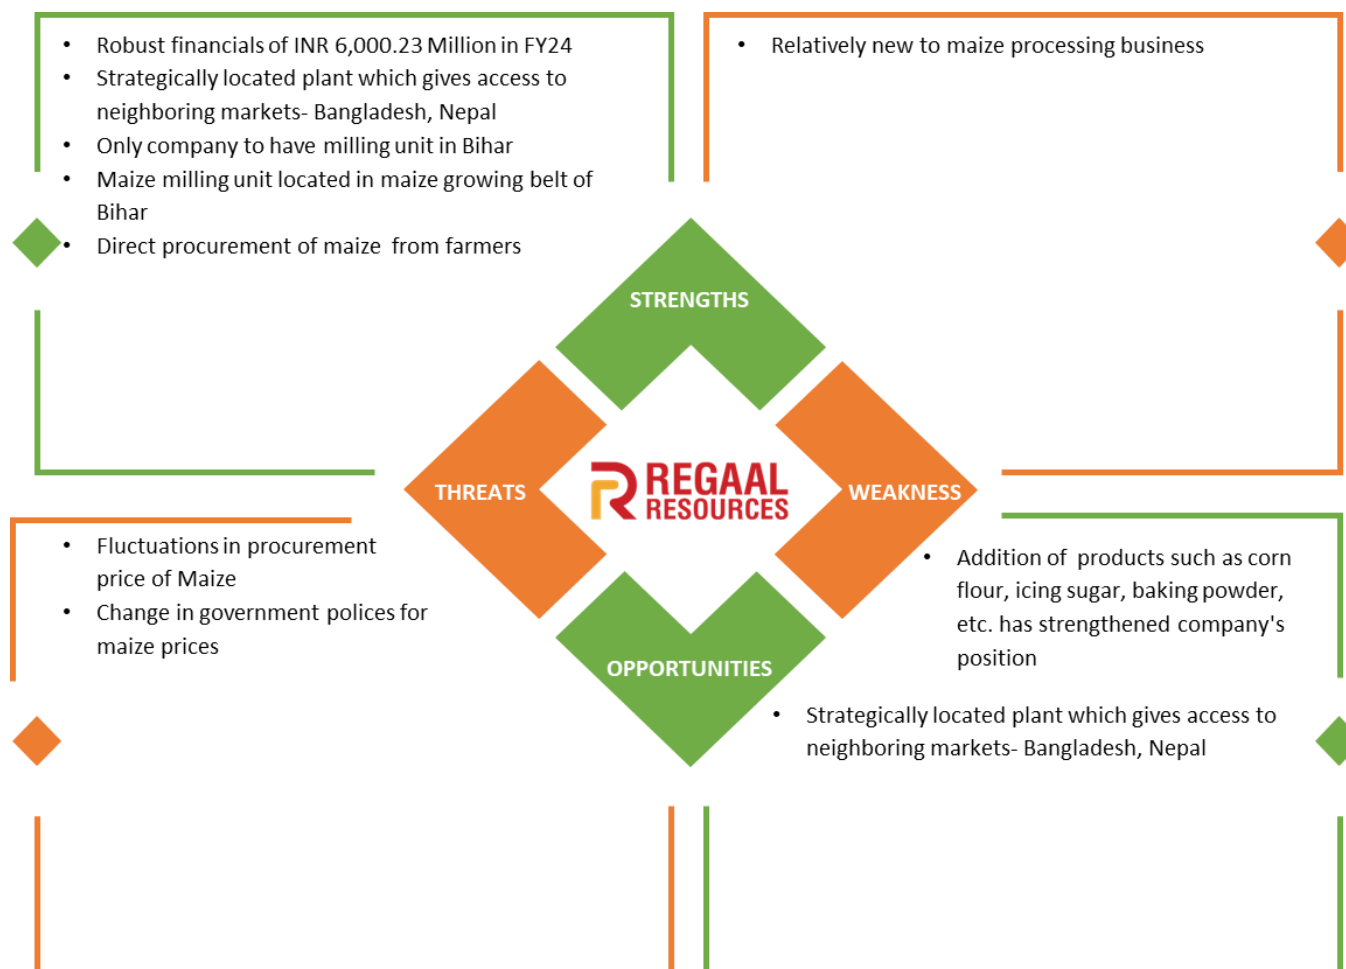 • Robust financials of INR 6,000.23 Million in FY24
• Strategically located plant which gives access to
neighboring markets- Bangladesh, Nepal
• Only company to have milling unit in Bihar
• Maize milling unit located in maize growing belt of
Bihar
• Direct procurement of maize from farmers
• Relatively new to maize processing business
STRENGTHS
THREATS
REGAAL
RESOURCES
WEAKNESS
OPPORTUNITIES
• Fluctuations in procurement
price of Maize
• Change in government polices for
maize prices
• Addition of products such as corn
flour, icing sugar, baking powder,
etc. has strengthened company's
position
• Strategically located plant which gives access to
neighboring markets- Bangladesh, Nepal